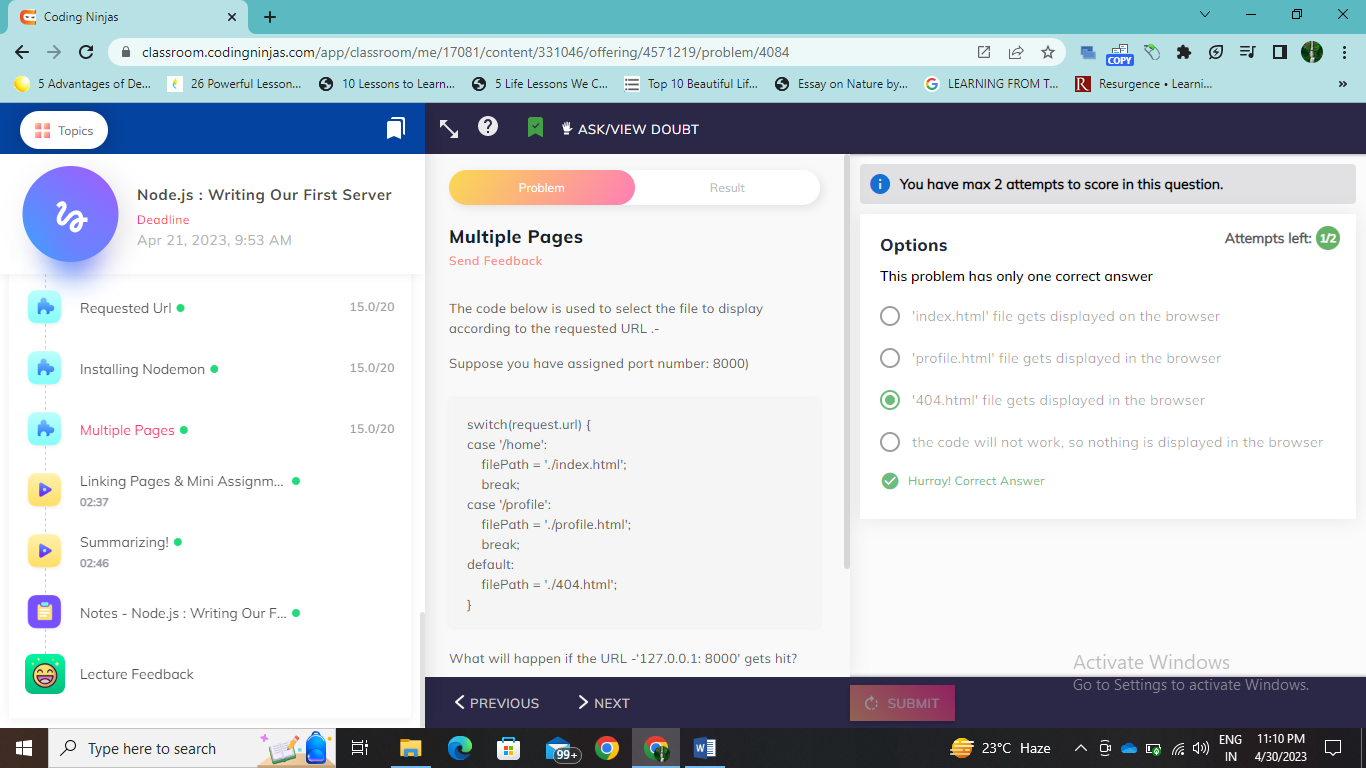 Coding Ninjas
classroom.codingninjas.com/app/classroom/me/17081/content/331046/offering/4571219/problem/4084
COPY
5 Advantages of De...
26 Powerful Lesson...
10 Lessons to Learn...
5 Life Lessons We C...
Top 10 Beautiful Lif...
Essay on Nature by...
LEARNING FROM T...
Resurgence • Learni...
Topics
ASK/VIEW DOUBT
Node.js : Writing Our First Server
Deadline
Apr 21, 2023, 9:53 AM
Requested Url
15.0/20
Installing Nodemon
15.0/20
Multiple Pages
15.0/20
Linking Pages & Mini Assignm...
02:37
Summarizing!
02:46
Notes - Node.js : Writing Our F...
Lecture Feedback
Problem
Result
Multiple Pages
Send Feedback
The code below is used to select the file to display
according to the requested URL .-
Suppose you have assigned port number: 8000)
switch(request.url) {
case '/home':
filePath = './index.html';
break;
case '/profile':
filePath = './profile.html';
break;
default:
filePath = './404.html';
}
What will happen if the URL -'127.0.0.1: 8000' gets hit?
PREVIOUS
NEXT
You have max 2 attempts to score in this question.
Options
Attempts left: 1/2
This problem has only one correct answer
'index.html' file gets displayed on the browser
'profile.html' file gets displayed in the browser
'404.html' file gets displayed in the browser
the code will not work, so nothing is displayed in the browser
Hurray! Correct Answer
Activate Windows
Go to Settings to activate Windows.
SUBMIT
Type here to search
99+
23°C Haze
ENG
IN
11:10 PM
4/30/2023